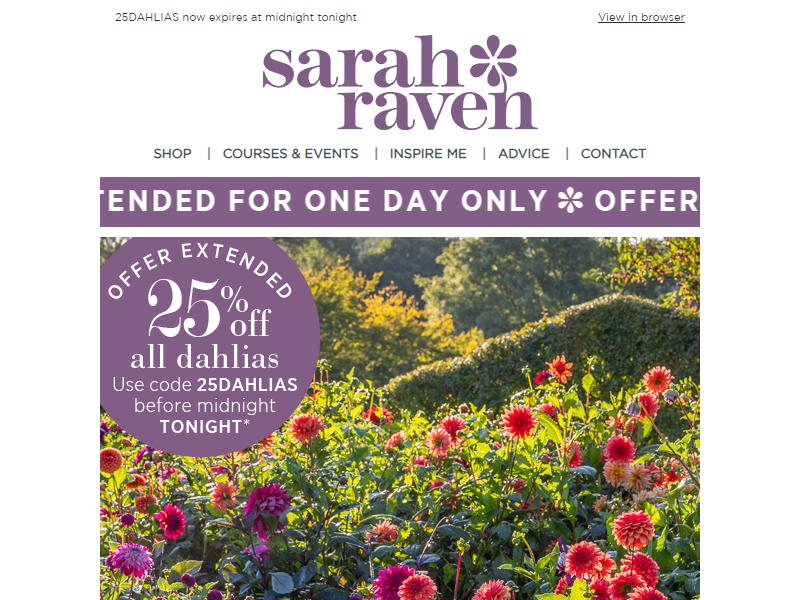 25DAHLIAS now expires at midnight tonight
View in browser
sarah
raven
SHOP | COURSES & EVENTS | INSPIRE ME | ADVICE | CONTACT
TENDED FOR ONE DAY ONLY OFFER
OFFER EXTENDED
25% off
all dahlias
Use code 25DAHLIAS
before midnight
TONIGHT*